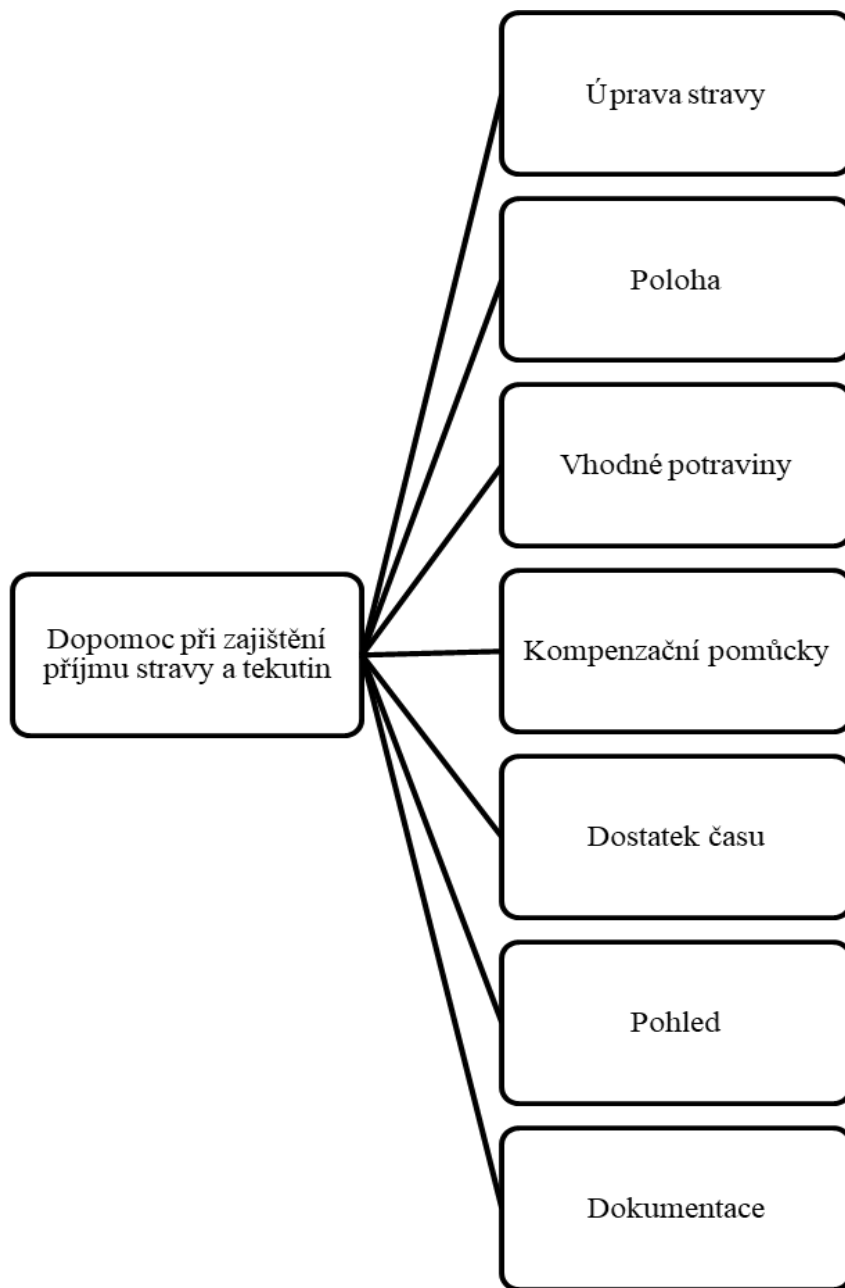 Úprava stravy
Poloha
Vhodné potraviny
Dopomoc při zajištění
příjmu stravy a tekutin
Kompenzační pomůcky
Dostatek času
Pohled
Dokumentace